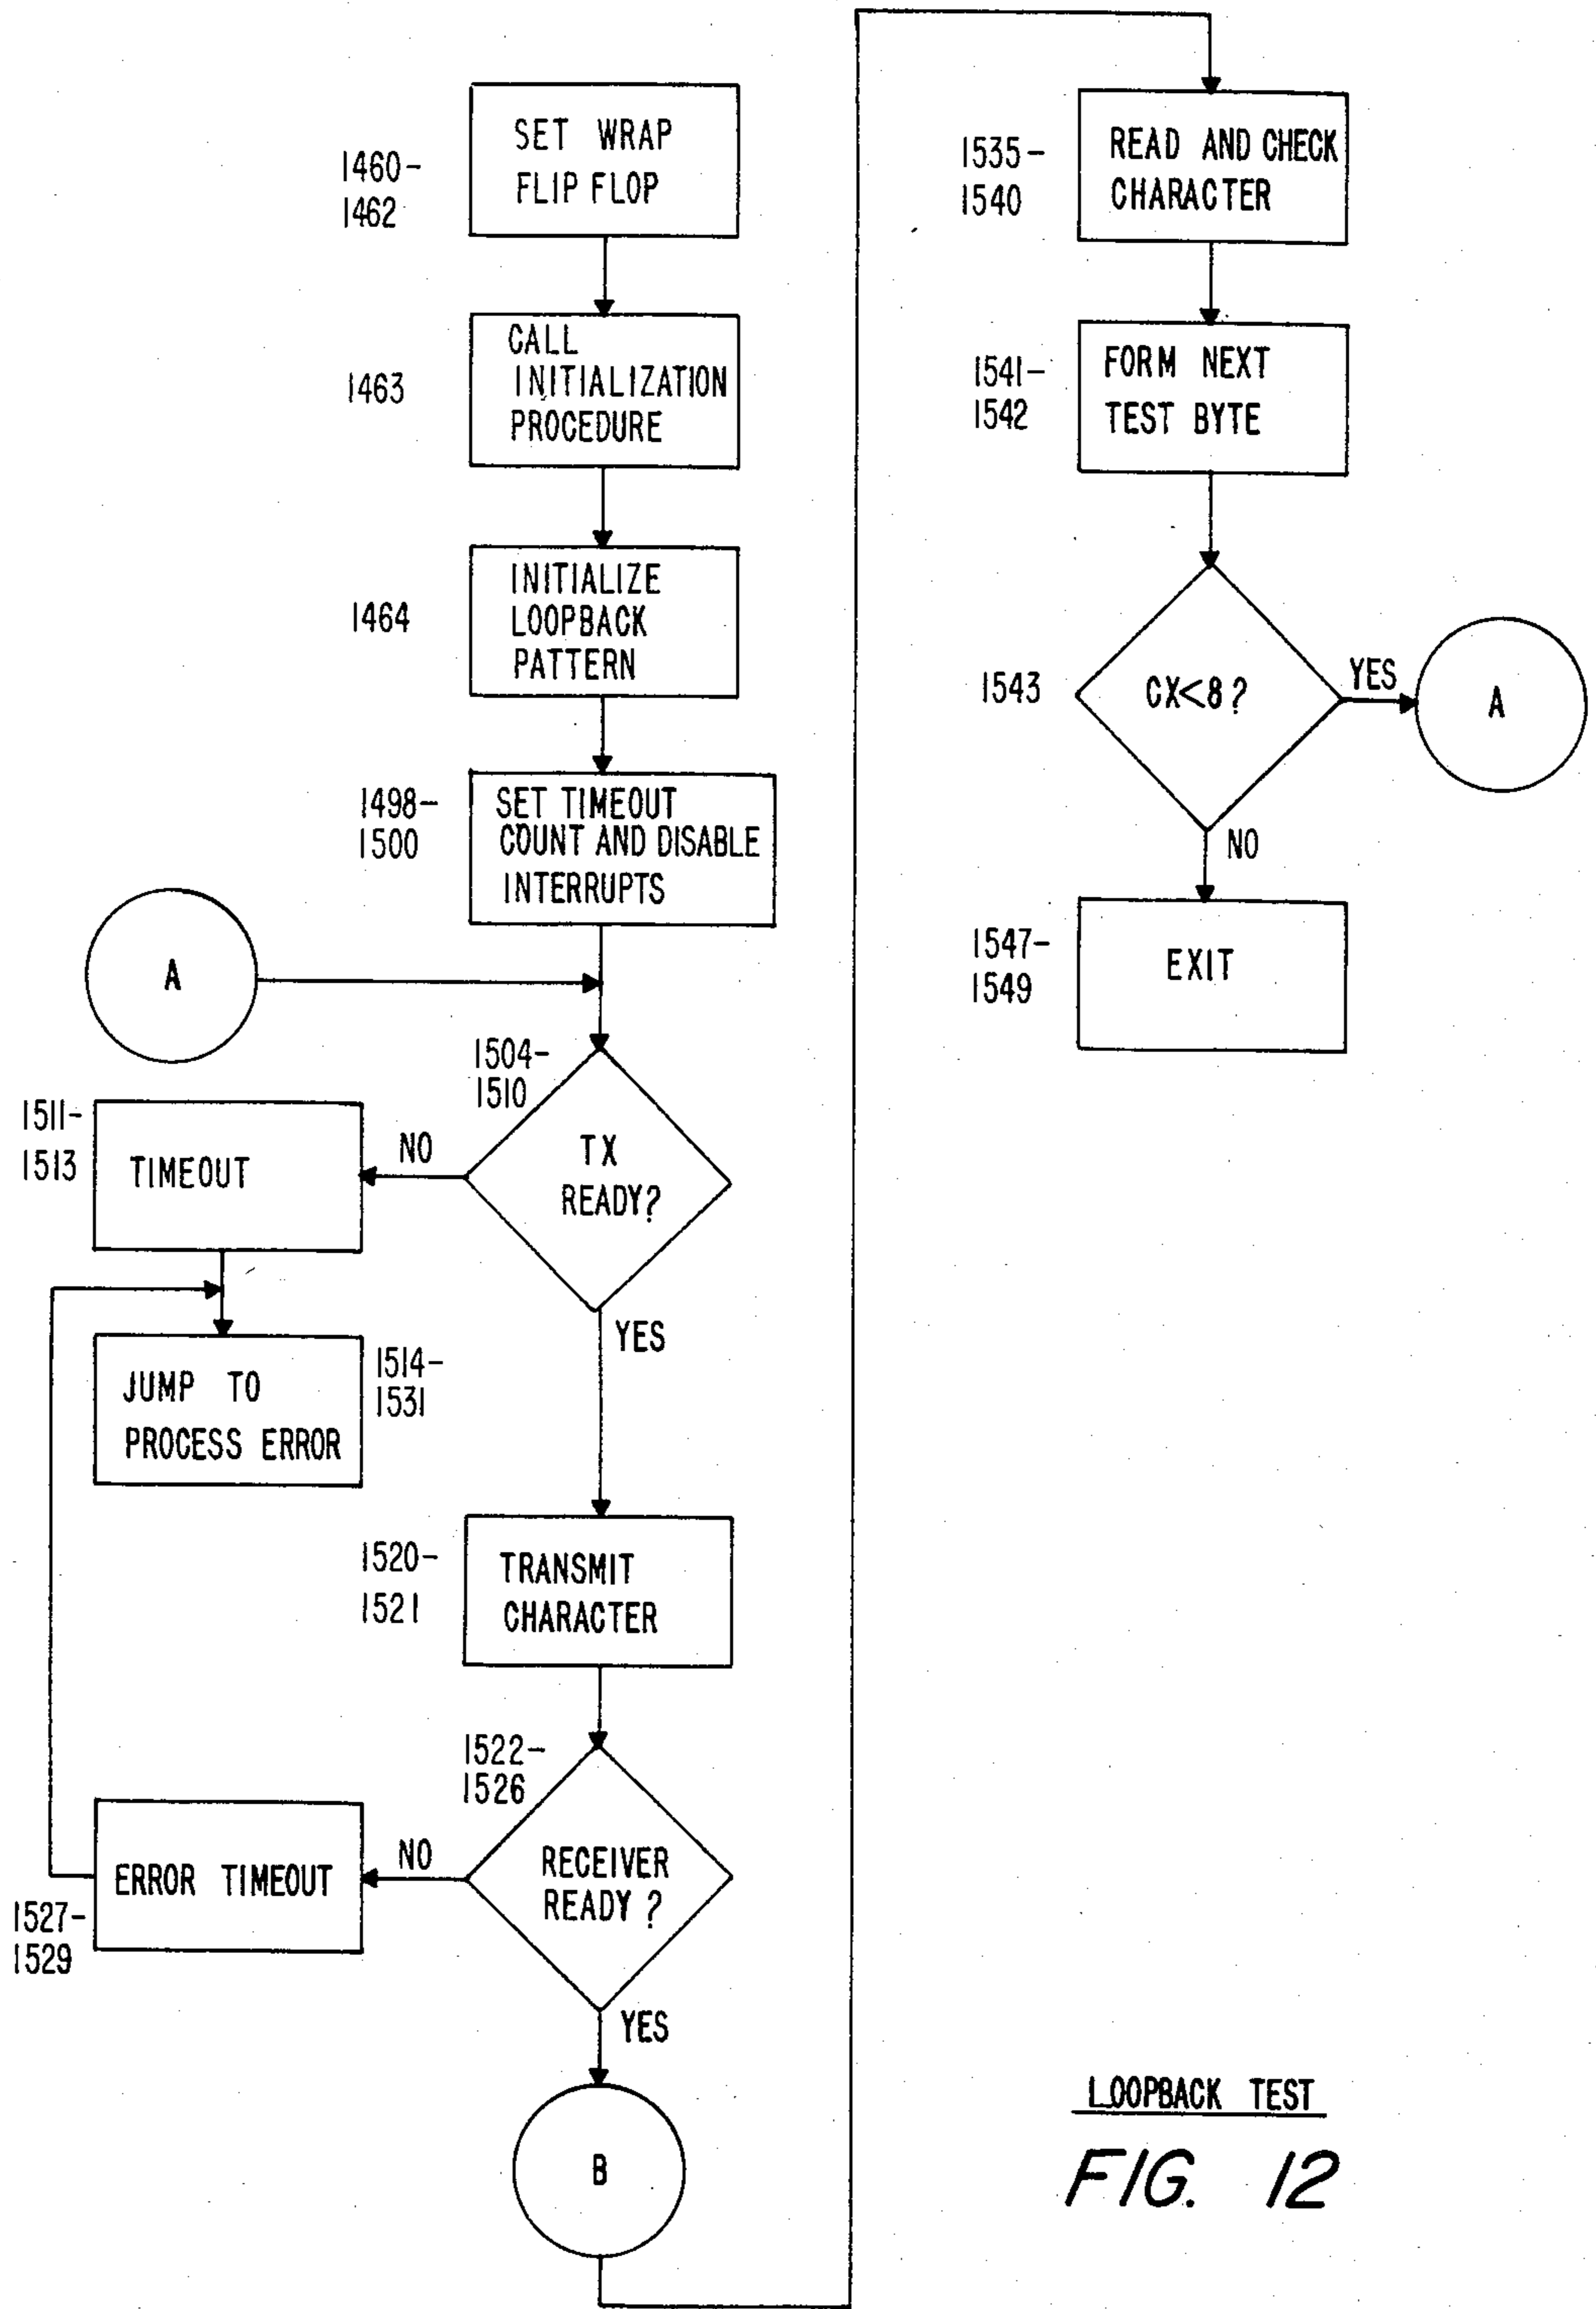 1460-
1462
SET WRAP
FLIP FLOP
1463
CALL
INITIALIZATION
PROCEDURE
1464
INITIALIZE
LOOPBACK
PATTERN
1498-
1500
SET TIMEOUT
COUNT AND DISABLE
INTERRUPTS
A
1504-
1510
TX
READY?
NO
YES
1511-
1513
TIMEOUT
JUMP TO
PROCESS ERROR
1514-
1531
1520-
1521
TRANSMIT
CHARACTER
1522-
1526
RECEIVER
READY?
NO
YES
ERROR TIMEOUT
1527-
1529
B
1535-
1540
READ AND CHECK
CHARACTER
1541-
1542
FORM NEXT
TEST BYTE
1543
CX<8?
YES
A
NO
1547-
1549
EXIT
LOOPBACK TEST
FIG. 12